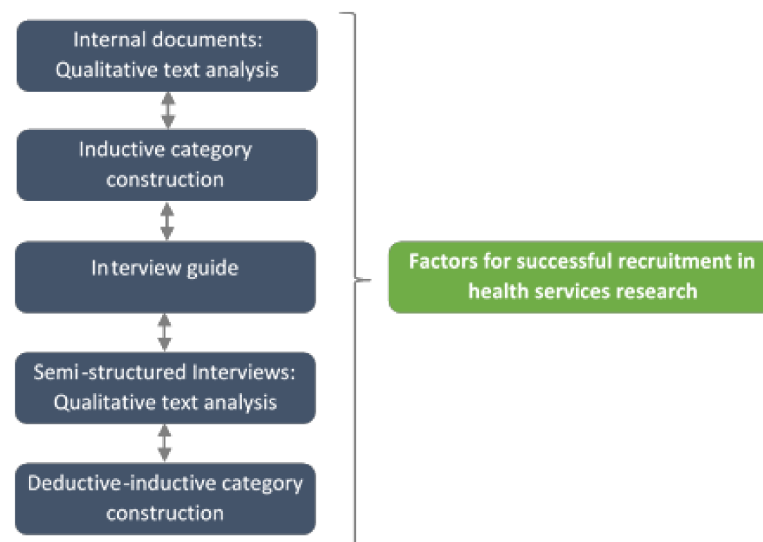 Internal documents:
Qualitative text analysis
Inductive category
construction
Interview guide
Semi-structured Interviews:
Qualitative text analysis
Deductive-inductive category
construction
Factors for successful recruitment in
health services research